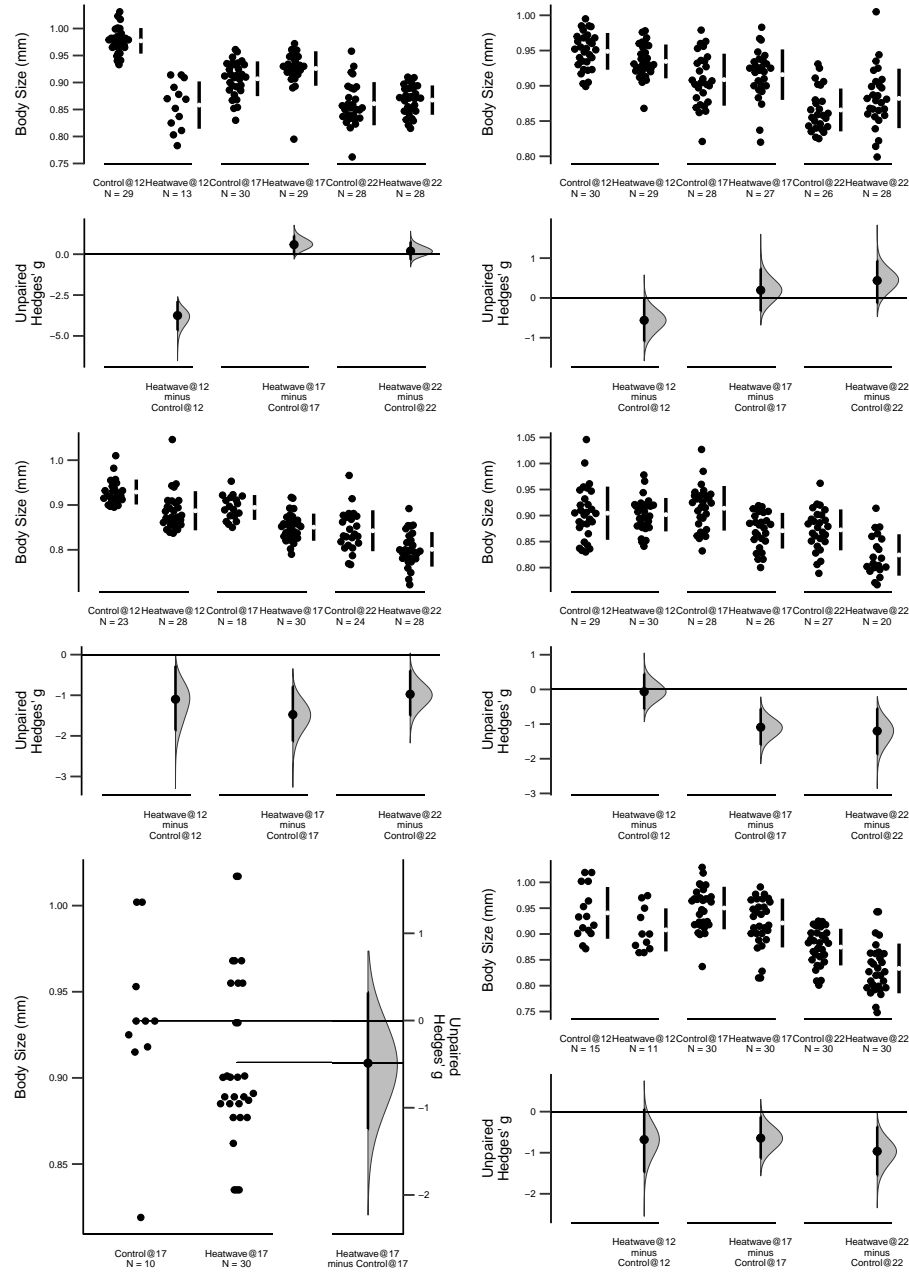 Body Size (mm)
1.00
0.95
0.90
0.85
0.80
0.75
Control@12 Heatwave@12 Control@17 Heatwave@17 Control@22 Heatwave@22
N = 29 N = 13 N = 30 N = 29 N = 28 N = 28
Unpaired
Hedges' g
0.0
−2.5
−5.0
Heatwave@12 Heatwave@17 Heatwave@22
minus minus minus
Control@12 Control@17 Control@22
Body Size (mm)
1.00
0.95
0.90
0.85
0.80
Control@12 Heatwave@12 Control@17 Heatwave@17 Control@22 Heatwave@22
N = 30 N = 29 N = 28 N = 27 N = 26 N = 28
Unpaired
Hedges' g
1
0
−1
Heatwave@12 Heatwave@17 Heatwave@22
minus minus minus
Control@12 Control@17 Control@22
Body Size (mm)
1.0
0.9
0.8
Control@12 Heatwave@12 Control@17 Heatwave@17 Control@22 Heatwave@22
N = 23 N = 28 N = 18 N = 30 N = 24 N = 28
Unpaired
Hedges' g
0
−1
−2
−3
Heatwave@12 Heatwave@17 Heatwave@22
minus minus minus
Control@12 Control@17 Control@22
Body Size (mm)
1.05
1.00
0.95
0.90
0.85
0.80
Control@12 Heatwave@12 Control@17 Heatwave@17 Control@22 Heatwave@22
N = 29 N = 30 N = 28 N = 26 N = 27 N = 20
Unpaired
Hedges' g
1
0
−1
−2
−3
Heatwave@12 Heatwave@17 Heatwave@22
minus minus minus
Control@12 Control@17 Control@22
Body Size (mm)
1.00
0.95
0.90
0.85
1
0
−1
−2
Unpaired
Hedges' g
Control@17 Heatwave@17 Heatwave@17
N = 10 N = 30 minus Control@17
Body Size (mm)
1.00
0.95
0.90
0.85
0.80
0.75
Control@12 Heatwave@12 Control@17 Heatwave@17 Control@22 Heatwave@22
N = 15 N = 11 N = 30 N = 30 N = 30 N = 30
Unpaired
Hedges' g
0
−1
−2
Heatwave@12 Heatwave@17 Heatwave@22
minus minus minus
Control@12 Control@17 Control@22